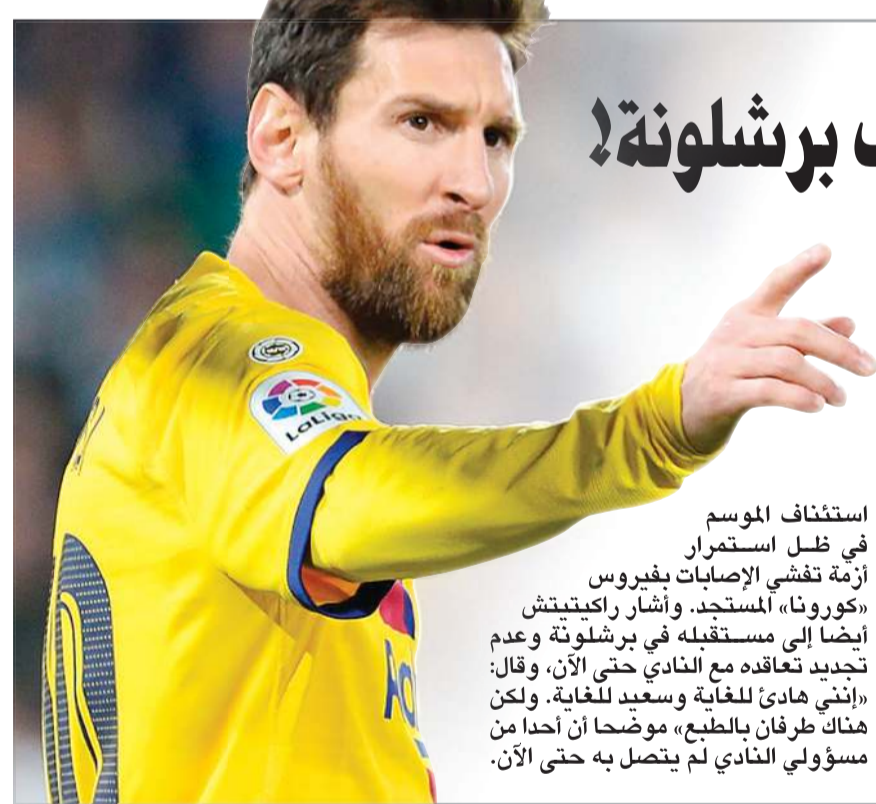 برشلونة!
LaLiga
استئناف الموسم
في ظل استمرار
أزمة تفشي الإصابات بفيروس
«كورونا» المستجد. وأشار راكيتيتش
أيضا إلى مستقبله في برشلونة وعدم
تجديد تعاقده مع النادي حتى الآن، وقال:
«إنني هادئ للغاية وسعيد للغاية. ولكن
هناك طرفان بالطبع» موضحا أن أحدا من
مسؤولي النادي لم يتصل به حتى الآن.